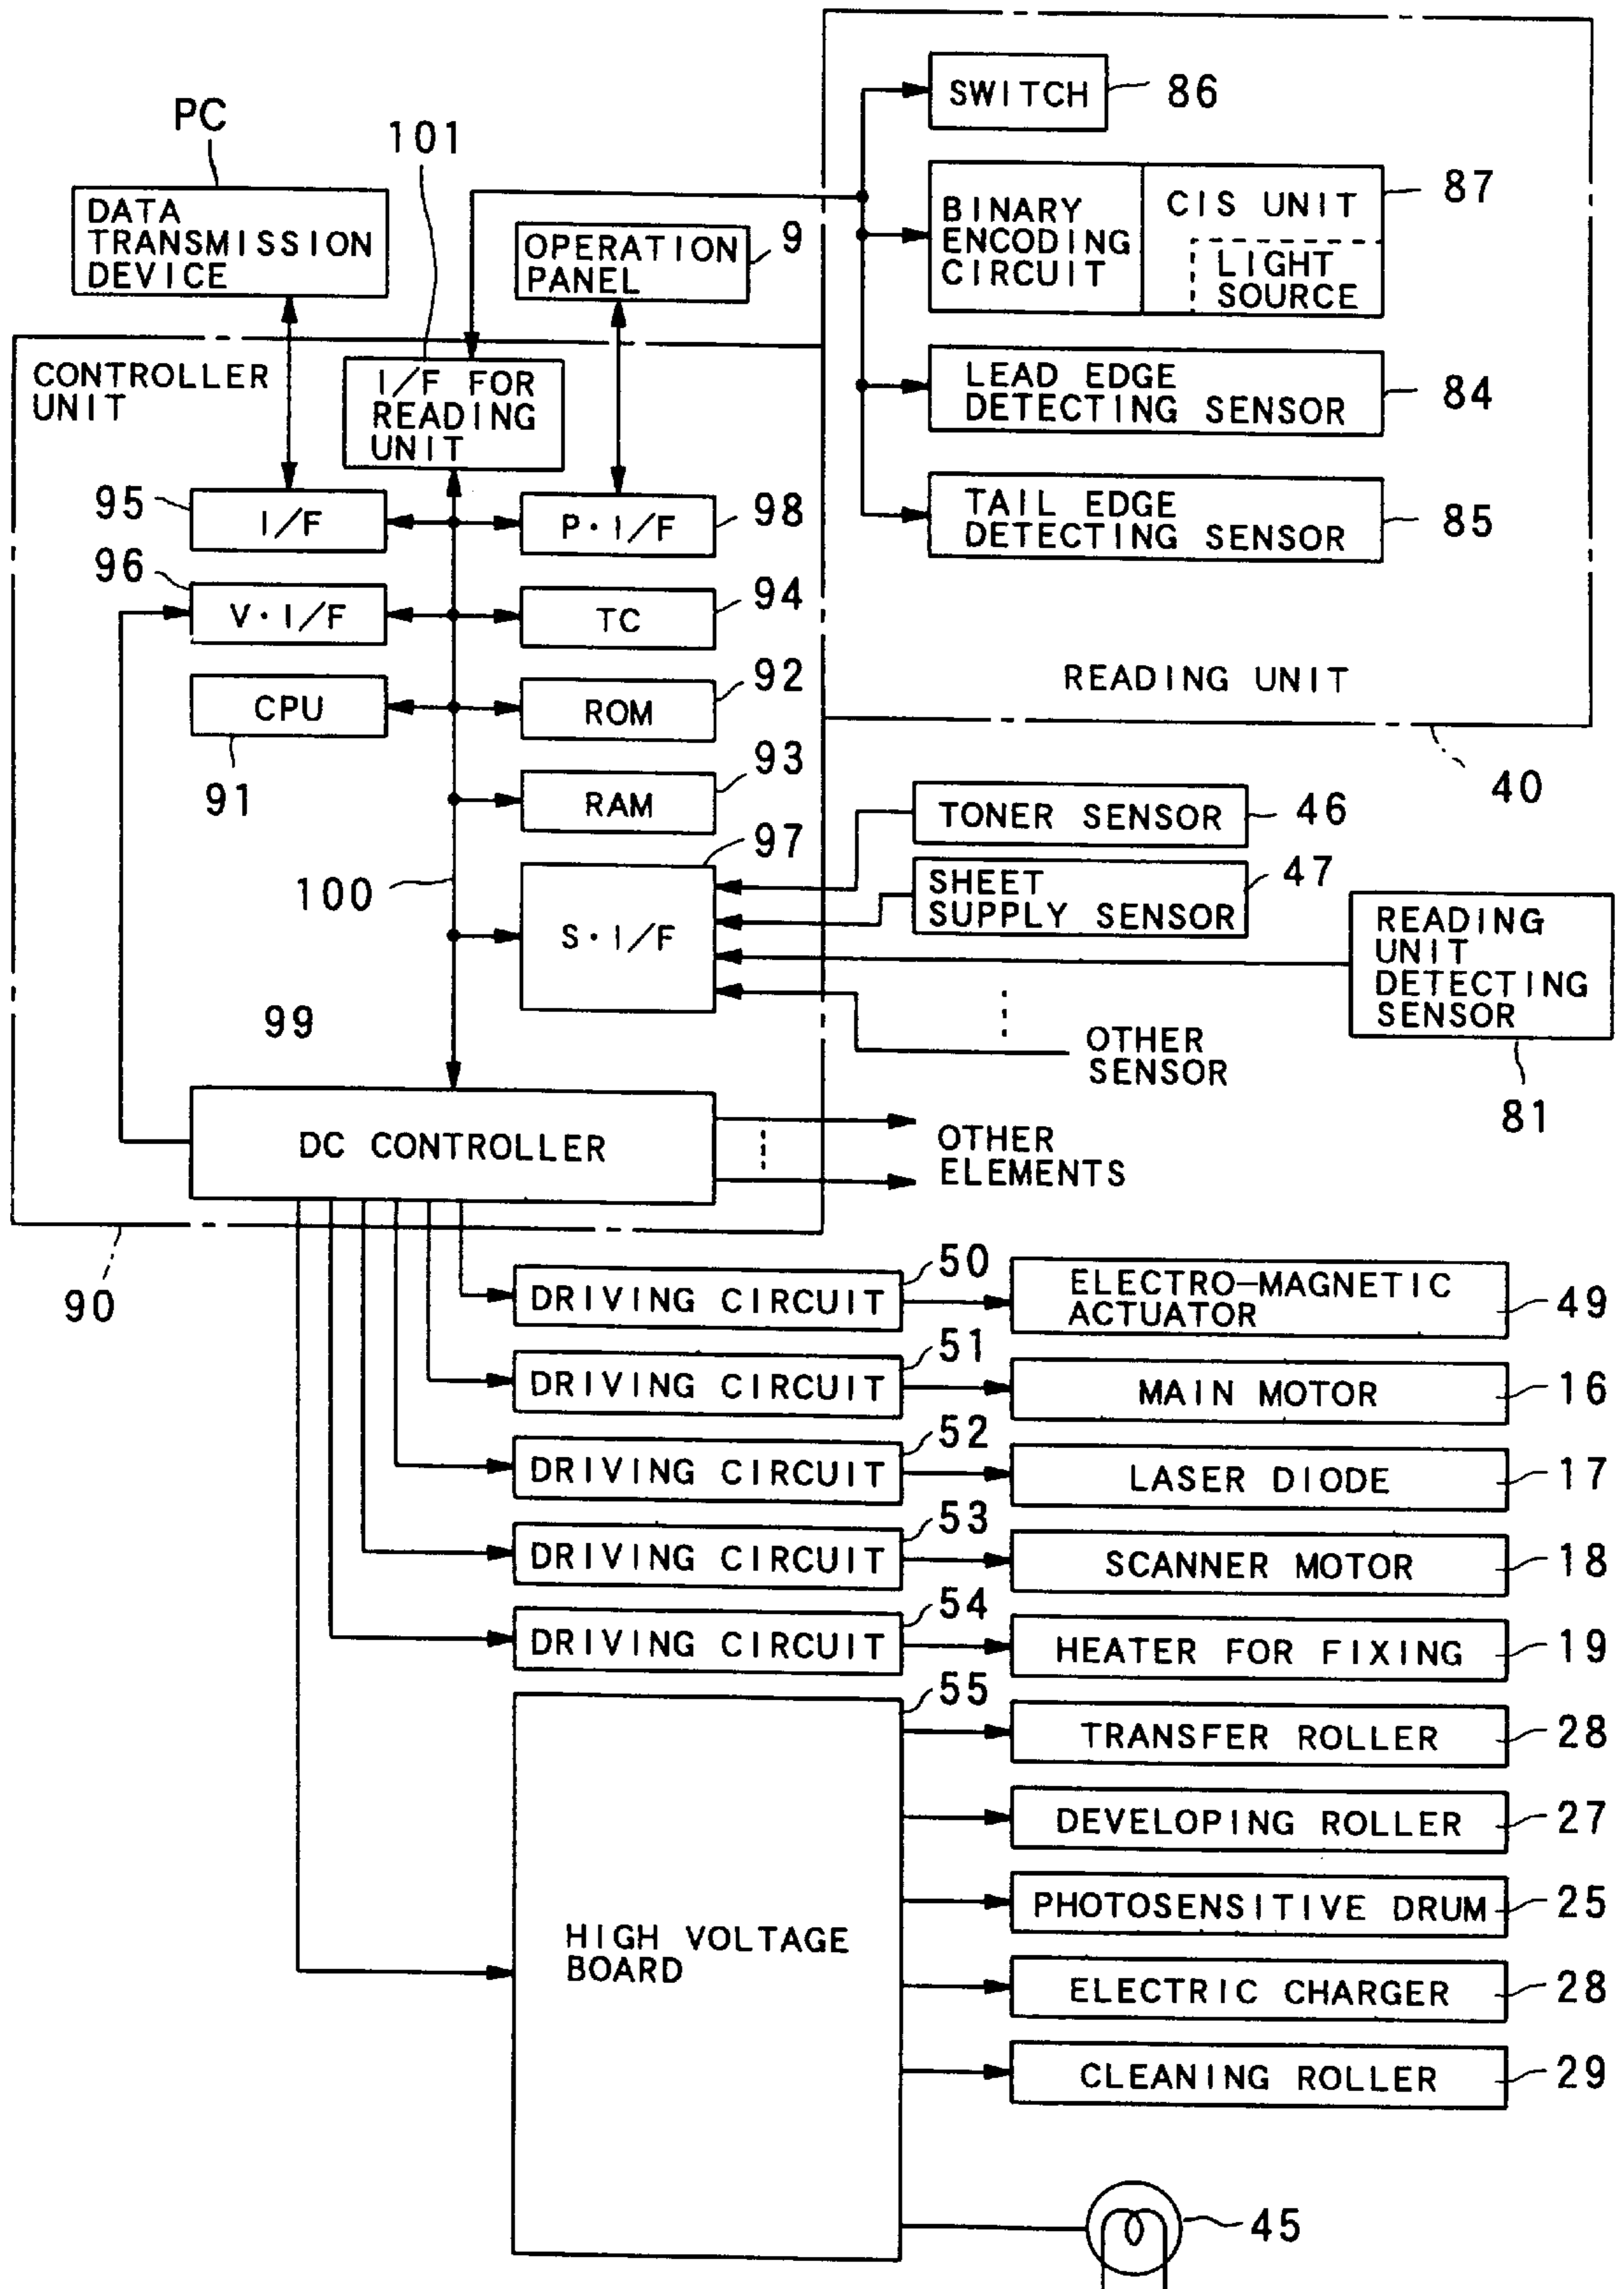 PC
DATA
TRANSMISSION
DEVICE
101
OPERATION
PANEL
9
SWITCH
86
BINARY
ENCODING
CIRCUIT
CIS UNIT
LIGHT
SOURCE
87
LEAD EDGE
DETECTING SENSOR
84
TAIL EDGE
DETECTING SENSOR
85
READING UNIT
40
CONTROLLER
UNIT
I/F FOR
READING
UNIT
95
I/F
P·I/F
98
96
V·I/F
TC
94
CPU
91
ROM
92
RAM
93
100
S·I/F
97
TONER SENSOR
46
SHEET
SUPPLY SENSOR
47
READING
UNIT
DETECTING
SENSOR
81
OTHER
SENSOR
99
DC CONTROLLER
OTHER
ELEMENTS
90
DRIVING CIRCUIT
50
ELECTRO-MAGNETIC
ACTUATOR
49
DRIVING CIRCUIT
51
MAIN MOTOR
16
DRIVING CIRCUIT
52
LASER DIODE
17
DRIVING CIRCUIT
53
SCANNER MOTOR
18
DRIVING CIRCUIT
54
HEATER FOR FIXING
19
HIGH VOLTAGE
BOARD
55
TRANSFER ROLLER
28
DEVELOPING ROLLER
27
PHOTOSENSITIVE DRUM
25
ELECTRIC CHARGER
28
CLEANING ROLLER
29
45